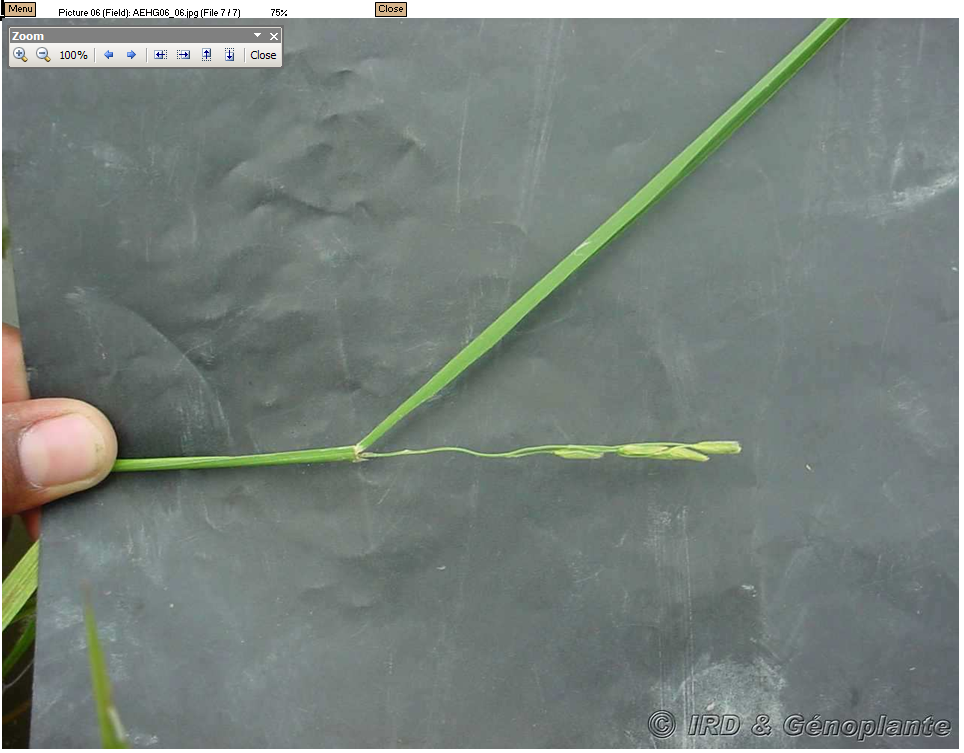 Menu
Picture 06 (Field): AEHG06_06.jpg (File 7 / 7)
75%
Close
Zoom
100%
Close
© IRD & Génoplante